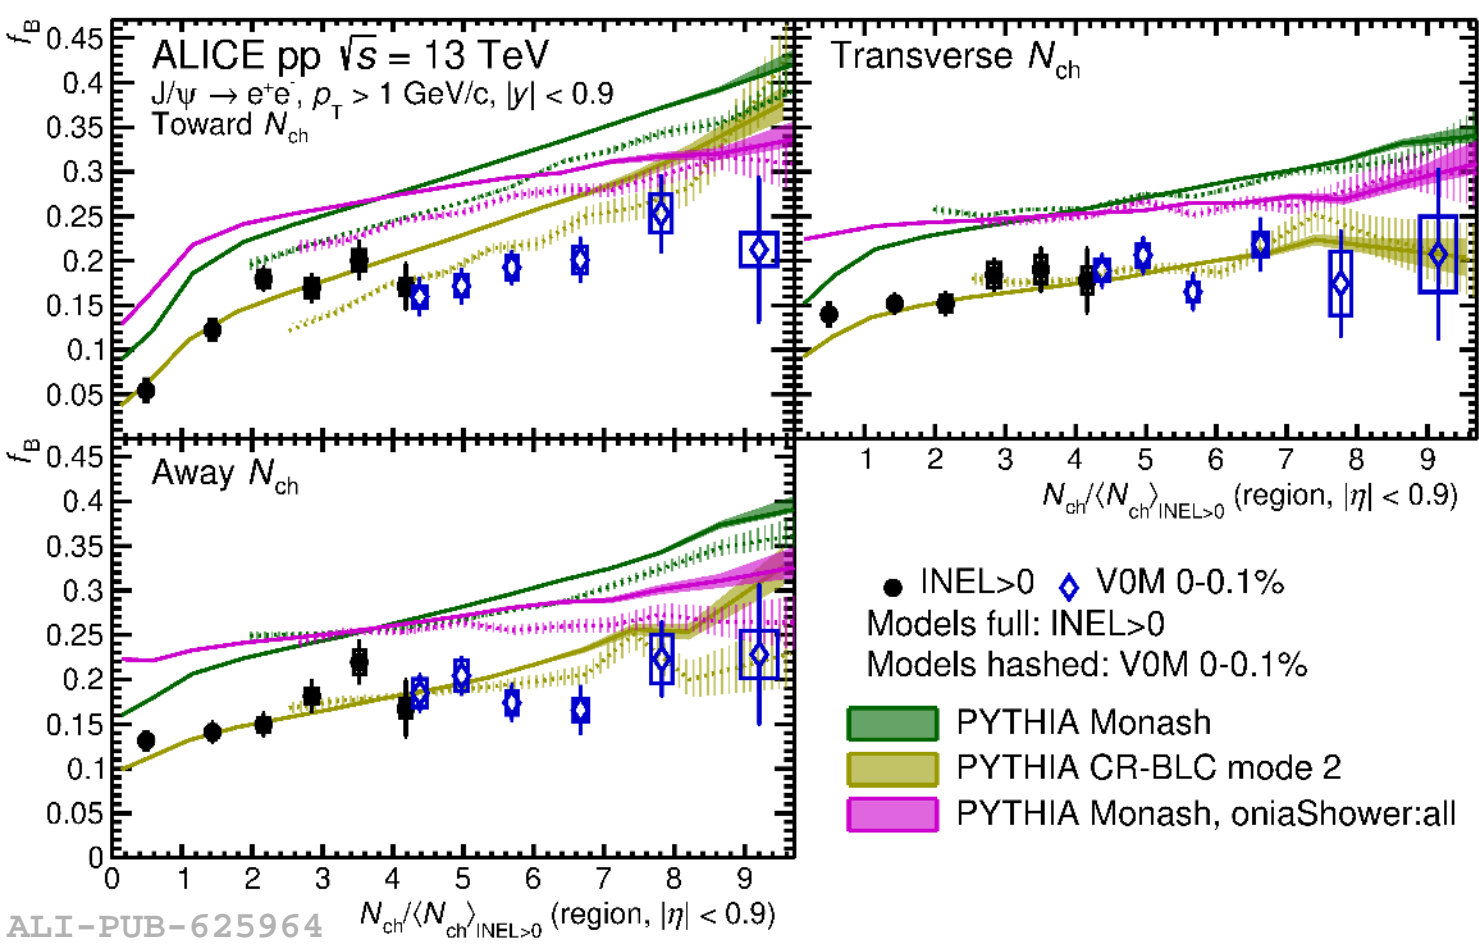 f_B
0.45
0.4
0.35
0.3
0.25
0.2
0.15
0.1
0.05
ALICE pp √s = 13 TeV
J/ψ → e⁺e⁻, p_T > 1 GeV/c, |y| < 0.9
Toward N_ch
Transverse N_ch
1 2 3 4 5 6 7 8 9
N_ch/⟨N_ch⟩_INEL>0 (region, |η| < 0.9)
f_B
0.45
0.4
0.35
0.3
0.25
0.2
0.15
0.1
0.05
0
Away N_ch
0 1 2 3 4 5 6 7 8 9
N_ch/⟨N_ch⟩_INEL>0 (region, |η| < 0.9)
INEL>0 V0M 0-0.1%
Models full: INEL>0
Models hashed: V0M 0-0.1%
PYTHIA Monash
PYTHIA CR-BLC mode 2
PYTHIA Monash, oniaShower:all
ALI-PUB-625964